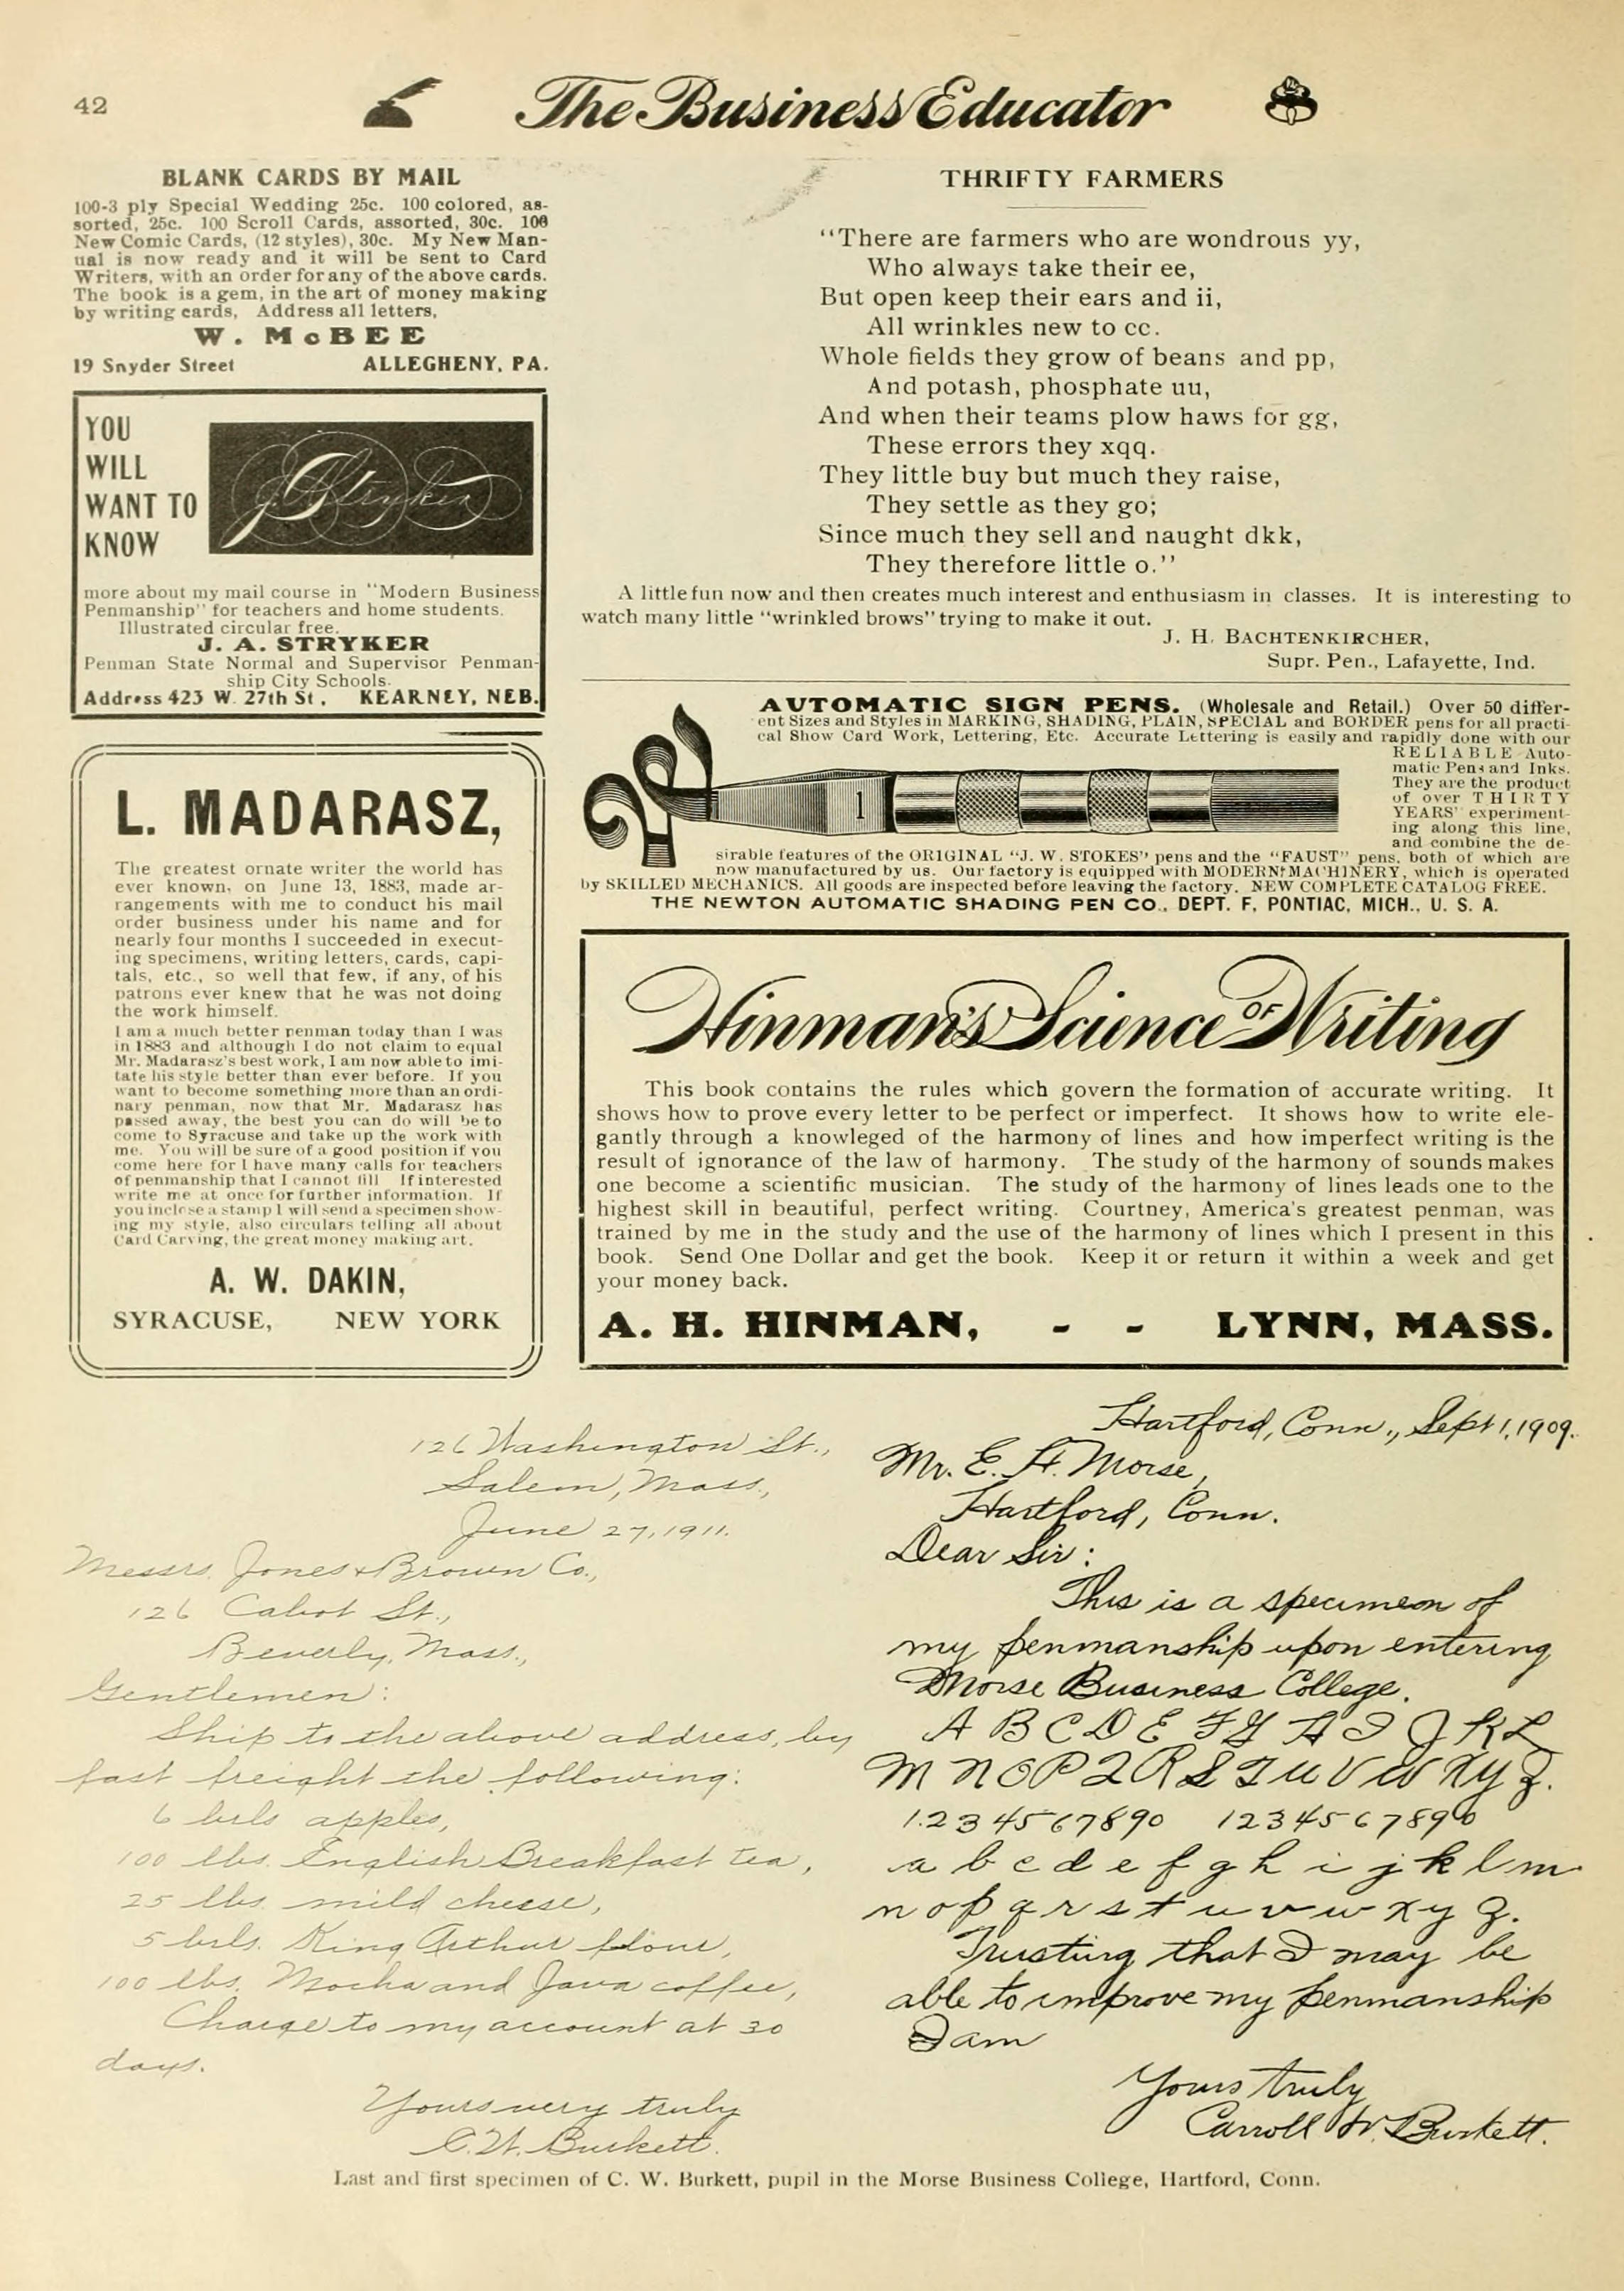 42
The Business Educator
BLANK CARDS BY MAIL
100-3 ply Special Wedding 25c. 100 colored, as-
sorted, 25c. 100 Scroll Cards, assorted, 30c. 100
New Comic Cards, (12 styles), 30c. My New Man-
ual is now ready and it will be sent to Card
Writers, with an order for any of the above cards.
The book is a gem, in the art of money making
by writing cards, Address all letters,
W. McBEE
19 Snyder Street ALLEGHENY, PA.
YOU
WILL
WANT TO
KNOW
J. A. Stryker
more about my mail course in "Modern Business
Penmanship" for teachers and home students.
Illustrated circular free.
J. A. STRYKER
Penman State Normal and Supervisor Penman-
ship City Schools.
Address 423 W. 27th St., KEARNEY, NEB.
L. MADARASZ,
The greatest ornate writer the world has
ever known, on June 13, 1883, made ar-
rangements with me to conduct his mail
order business under his name and for
nearly four months I succeeded in execut-
ing specimens, writing letters, cards, capi-
tals, etc., so well that few, if any, of his
patrons ever knew that he was not doing
the work himself.
I am a much better penman today than I was
in 1883 and although I do not claim to equal
Mr. Madarasz's best work, I am now able to imi-
tate his style better than ever before. If you
want to become something more than an ordi-
nary penman, now that Mr. Madarasz has
passed away, the best you can do will be to
come to Syracuse and take up the work with
me. You will be sure of a good position if you
come here for I have many calls for teachers
of penmanship that I cannot fill If interested
write me at once for further information. If
you inclose a stamp I will send a specimen show-
ing my style, also circulars telling all about
Card Carving, the great money making art.
A. W. DAKIN,
SYRACUSE, NEW YORK
THRIFTY FARMERS
"There are farmers who are wondrous yy,
Who always take their ee,
But open keep their ears and ii,
All wrinkles new to cc.
Whole fields they grow of beans and pp,
And potash, phosphate uu,
And when their teams plow haws for gg,
These errors they xqq.
They little buy but much they raise,
They settle as they go;
Since much they sell and naught dkk,
They therefore little o."
A little fun now and then creates much interest and enthusiasm in classes. It is interesting to
watch many little "wrinkled brows" trying to make it out.
J. H. BACHTENKIRCHER,
Supr. Pen., Lafayette, Ind.
AUTOMATIC SIGN PENS. (Wholesale and Retail.) Over 50 differ-
ent Sizes and Styles in MARKING, SHADING, PLAIN, SPECIAL and BORDER pens for all practi-
cal Show Card Work, Lettering, Etc. Accurate Lettering is easily and rapidly done with our
RELIABLE Auto-
matic Pens and Inks.
They are the product
of over THIRTY
YEARS' experiment-
ing along this line,
and combine the de-
1
sirable features of the ORIGINAL "J. W. STOKES" pens and the "FAUST" pens, both of which are
now manufactured by us. Our factory is equipped with MODERN MACHINERY, which is operated
by SKILLED MECHANICS. All goods are inspected before leaving the factory. NEW COMPLETE CATALOG FREE.
THE NEWTON AUTOMATIC SHADING PEN CO., DEPT. F, PONTIAC, MICH., U. S. A.
Hinman's Science OF Writing
This book contains the rules which govern the formation of accurate writing. It
shows how to prove every letter to be perfect or imperfect. It shows how to write ele-
gantly through a knowleged of the harmony of lines and how imperfect writing is the
result of ignorance of the law of harmony. The study of the harmony of sounds makes
one become a scientific musician. The study of the harmony of lines leads one to the
highest skill in beautiful, perfect writing. Courtney, America's greatest penman, was
trained by me in the study and the use of the harmony of lines which I present in this
book. Send One Dollar and get the book. Keep it or return it within a week and get
your money back.
A. H. HINMAN, - - LYNN, MASS.
126 Washington St.,
Salem, Mass.,
June 27, 1911.
Messrs. Jones & Brown Co.,
126 Cabot St.,
Beverly, Mass.,
Gentlemen:
Ship to the above address, by
fast freight the following:
6 brls apples,
100 lbs. English Breakfast tea,
25 lbs. mild cheese,
5 brls. King Arthur flour,
100 lbs. Mocha and Java coffee,
Charge to my account at 30
days.
Yours very truly
C. W. Burkett.
Hartford, Conn., Sept 1, 1909.
Mr. E. H. Morse,
Hartford, Conn.
Dear Sir:
This is a specimen of
my penmanship upon entering
Morse Business College.
A B C D E F G H I J K L
M N O P Q R S T U V W X Y Z.
1234567890 1234567890
a b c d e f g h i j k l m
n o p q r s t u v w x y z.
Trusting that I may be
able to improve my penmanship
I am
Yours truly
Carroll W. Burkett.
Last and first specimen of C. W. Burkett, pupil in the Morse Business College, Hartford, Conn.